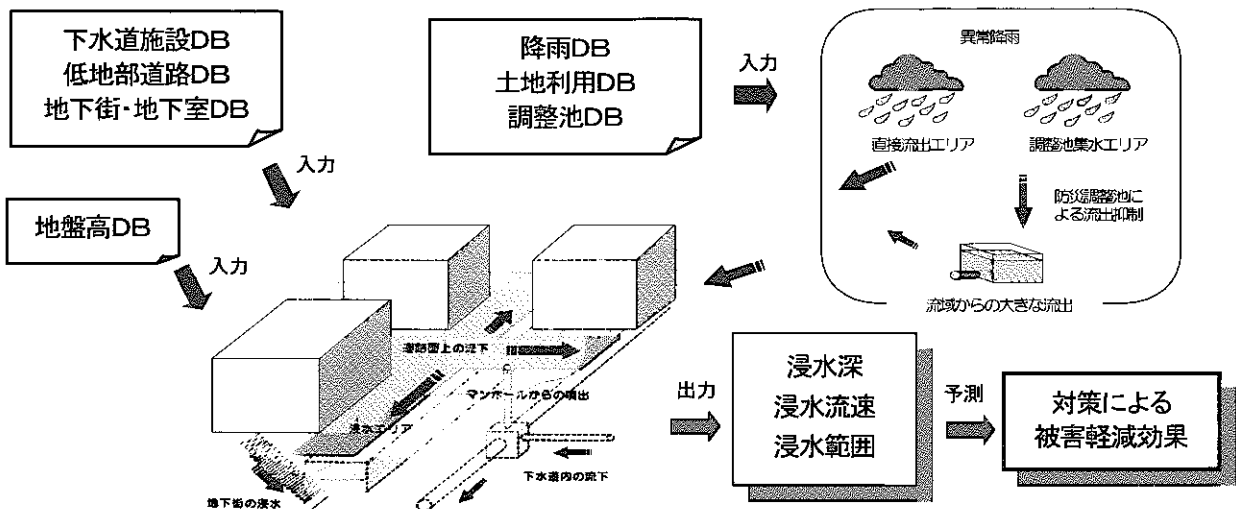 下水道施設DB
低地部道路DB
地下街・地下室DB
降雨DB
土地利用DB
調整池DB
入力
異常降雨
直接流出エリア
調整池集水エリア
防災調整池に
よる流出抑制
流域からの大きな流出
入力
地盤高DB
入力
道路面上の流下
マンホールからの噴出
浸水エリア
下水道内の流下
地下街の浸水
出力
浸水深
浸水流速
浸水範囲
予測
対策による
被害軽減効果